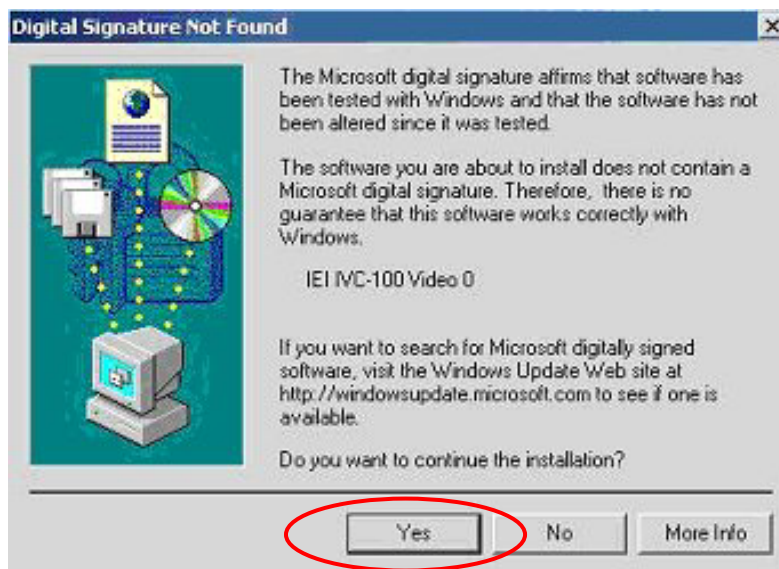 Digital Signature Not Found
The Microsoft digital signature affirms that software has
been tested with Windows and that the software has not
been altered since it was tested.
The software you are about to install does not contain a
Microsoft digital signature. Therefore, there is no
guarantee that this software works correctly with
Windows.
IEI IVC-100 Video 0
If you want to search for Microsoft digitally signed
software, visit the Windows Update Web site at
http://windowsupdate.microsoft.com to see if one is
available.
Do you want to continue the installation?
Yes No More Info